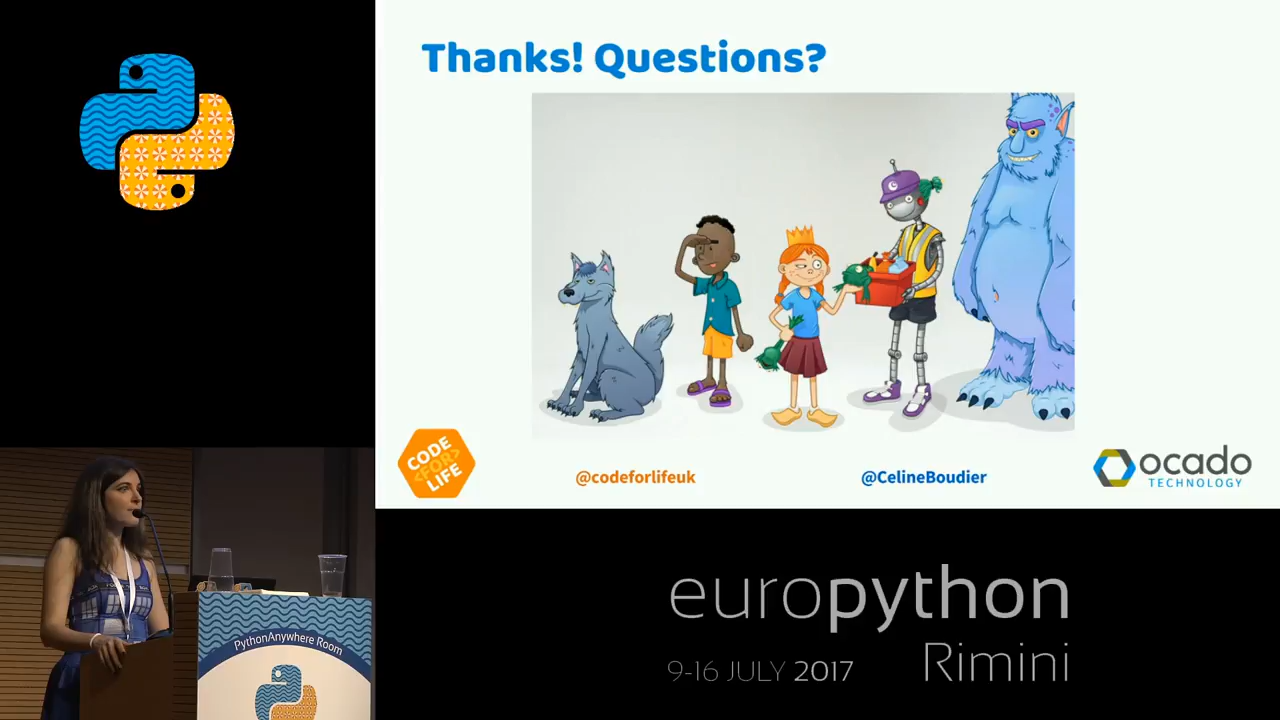 Thanks! Questions?
CODE
<FOR>
LIFE
@codeforlifeuk
@CelineBoudier
ocado
TECHNOLOGY
PythonAnywhere Room
europython
9-16 JULY 2017
Rimini